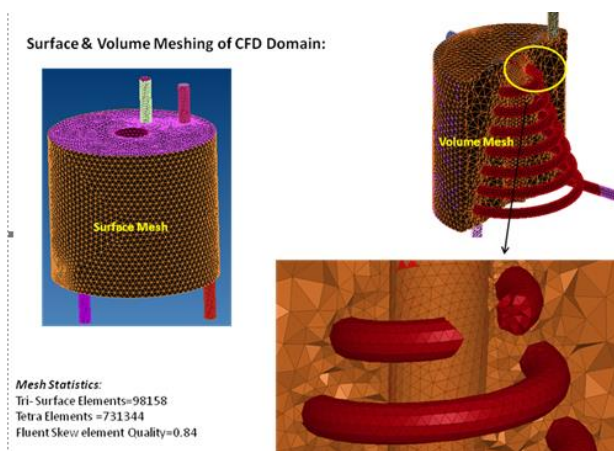 Surface & Volume Meshing of CFD Domain:
Surface Mesh
Volume Mesh
Mesh Statistics:
Tri- Surface Elements=98158
Tetra Elements =731344
Fluent Skew element Quality=0.84